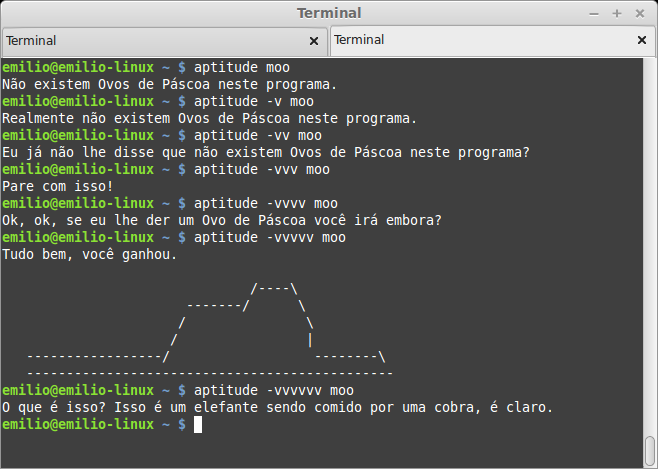 Terminal
Terminal
Terminal
emilio@emilio-linux ~ $ aptitude moo
Não existem Ovos de Páscoa neste programa.
emilio@emilio-linux ~ $ aptitude -v moo
Realmente não existem Ovos de Páscoa neste programa.
emilio@emilio-linux ~ $ aptitude -vv moo
Eu já não lhe disse que não existem Ovos de Páscoa neste programa?
emilio@emilio-linux ~ $ aptitude -vvv moo
Pare com isso!
emilio@emilio-linux ~ $ aptitude -vvvv moo
Ok, ok, se eu lhe der um Ovo de Páscoa você irá embora?
emilio@emilio-linux ~ $ aptitude -vvvvv moo
Tudo bem, você ganhou.
                               /----\
                       -------/      \
                      /               \
                     /                |
   -----------------/                  --------\
   ----------------------------------------------
emilio@emilio-linux ~ $ aptitude -vvvvvv moo
O que é isso? Isso é um elefante sendo comido por uma cobra, é claro.
emilio@emilio-linux ~ $